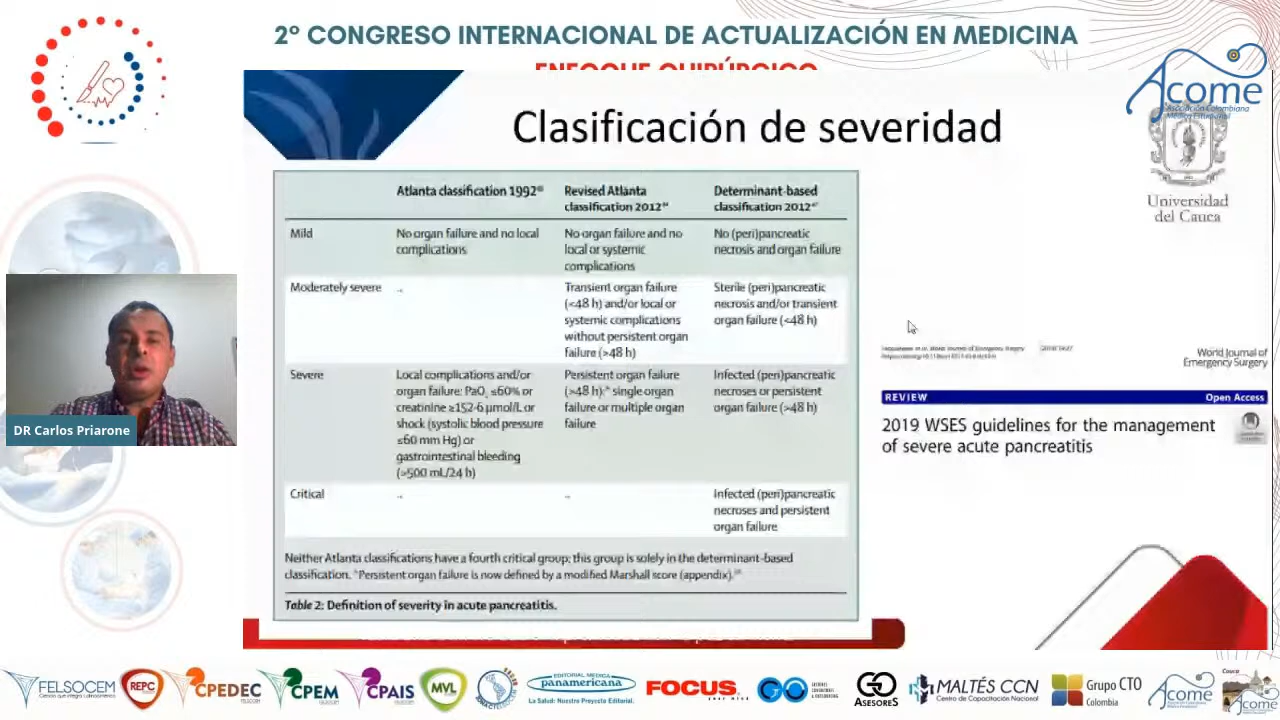 2° CONGRESO INTERNACIONAL DE ACTUALIZACIÓN EN MEDICINA
ENFOQUE QUIRÚRGICO
Acome
Asociación Colombiana
Médico Estudiantil
Universidad
del Cauca
Clasificación de severidad
Atlanta classification 1992
Revised Atlanta
classification 2012
Determinant-based
classification 2012
Mild
No organ failure and no local
complications
No organ failure and no
local or systemic
complications
No (peri)pancreatic
necrosis and organ failure
Moderately severe
..
Transient organ failure
(<48 h) and/or local or
systemic complications
without persistent organ
failure (>48 h)
Sterile (peri)pancreatic
necrosis and/or transient
organ failure (<48 h)
Severe
Local complications and/or
organ failure: PaO₂ ≤60% or
creatinine ≥152·6 μmol/L or
shock (systolic blood pressure
≤60 mm Hg) or
gastrointestinal bleeding
(>500 mL/24 h)
Persistent organ failure
(>48 h):* single organ
failure or multiple organ
failure
Infected (peri)pancreatic
necroses or persistent
organ failure (>48 h)
Critical
..
..
Infected (peri)pancreatic
necroses and persistent
organ failure
Neither Atlanta classifications have a fourth critical group; this group is solely in the determinant-based
classification. *Persistent organ failure is now defined by a modified Marshall score (appendix).
Table 2: Definition of severity in acute pancreatitis.
World Journal of
Emergency Surgery
REVIEW
Open Access
2019 WSES guidelines for the management
of severe acute pancreatitis
DR Carlos Priarone
FELSOCEM
REPC
CPEDEC
CPEM
CPAIS
MVL
EDITORIAL MEDICA
panamericana
La Salud: Nuestro Proyecto Editorial.
FOCUS
GO
GO
ASESORES
MALTÉS CCN
Centro de Capacitación Nacional
Grupo CTO
Colombia
Acome
Cauca
Acome